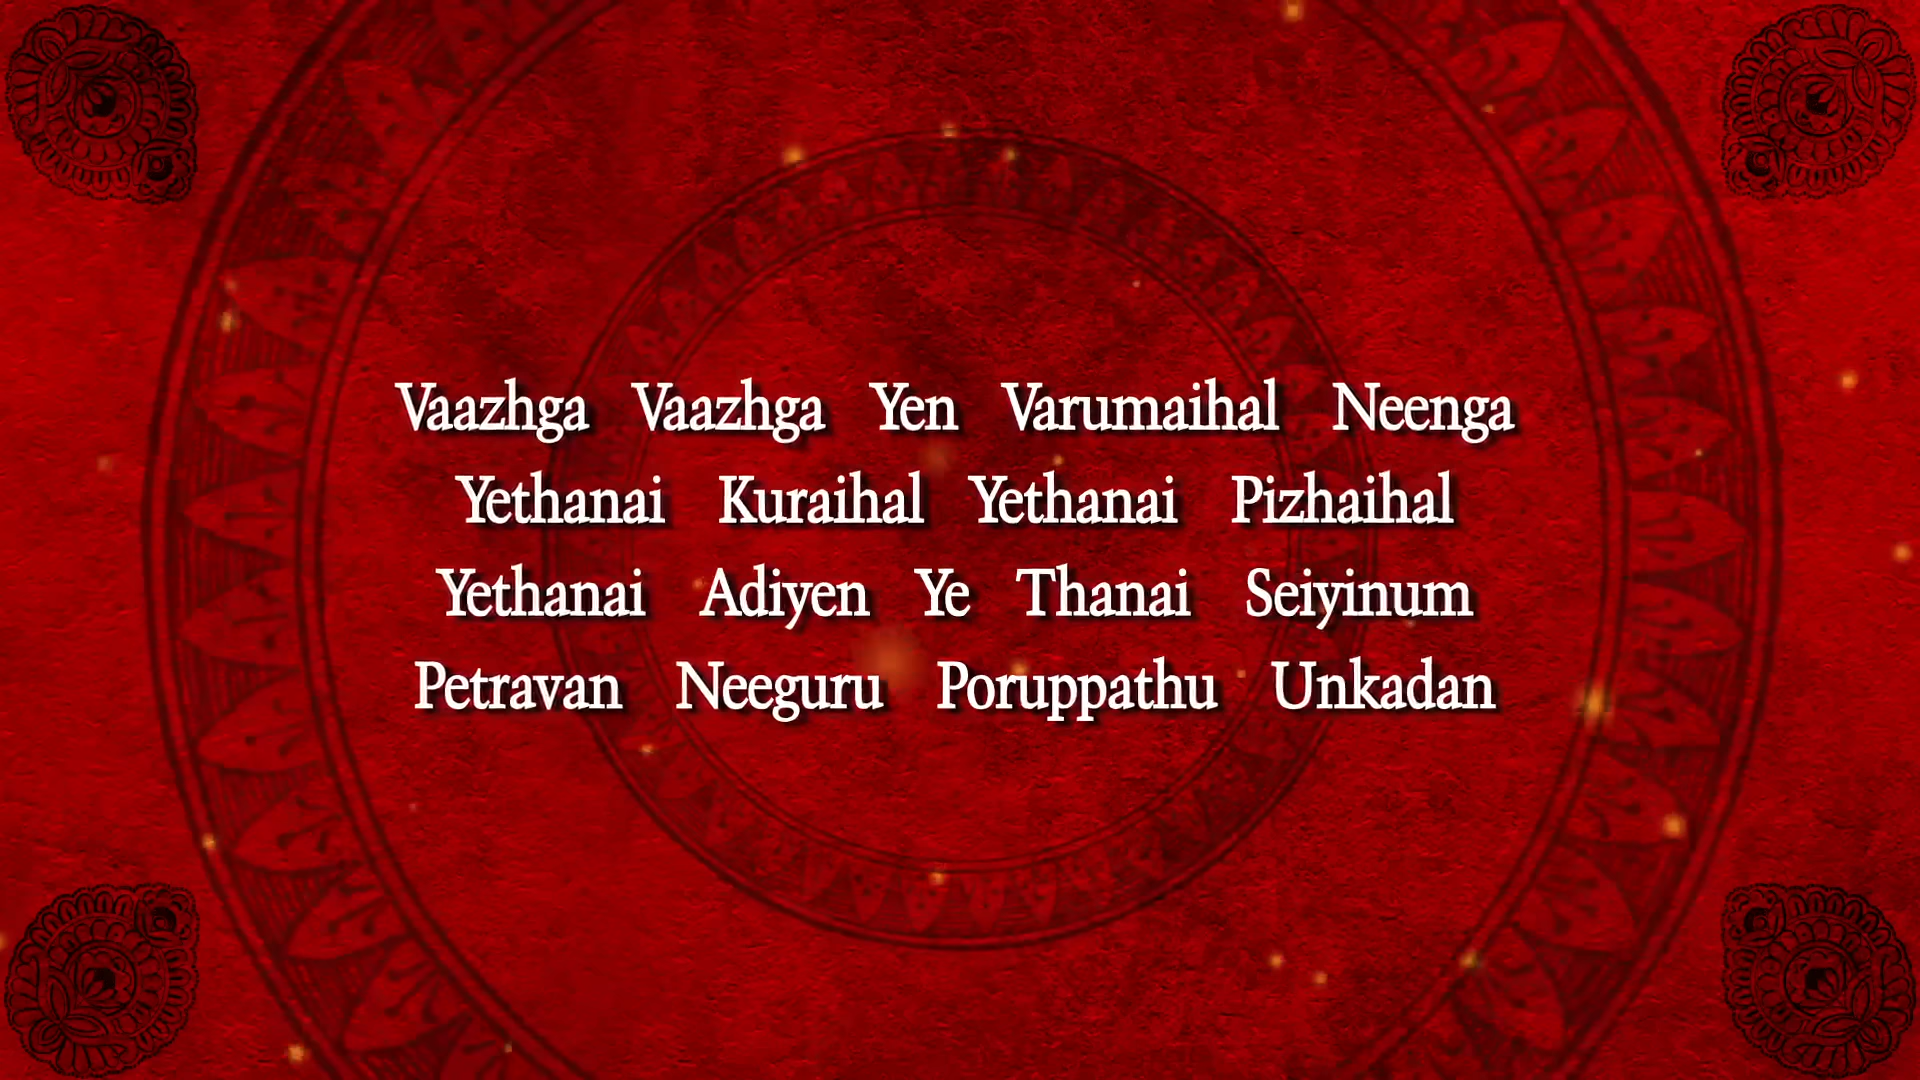 Vaazhga Vaazhga Yen Varumaihal Neenga
Yethanai Kuraihal Yethanai Pizhaihal
Yethanai Adiyen Ye Thanai Seiyinum
Petravan Neeguru Poruppathu Unkadan